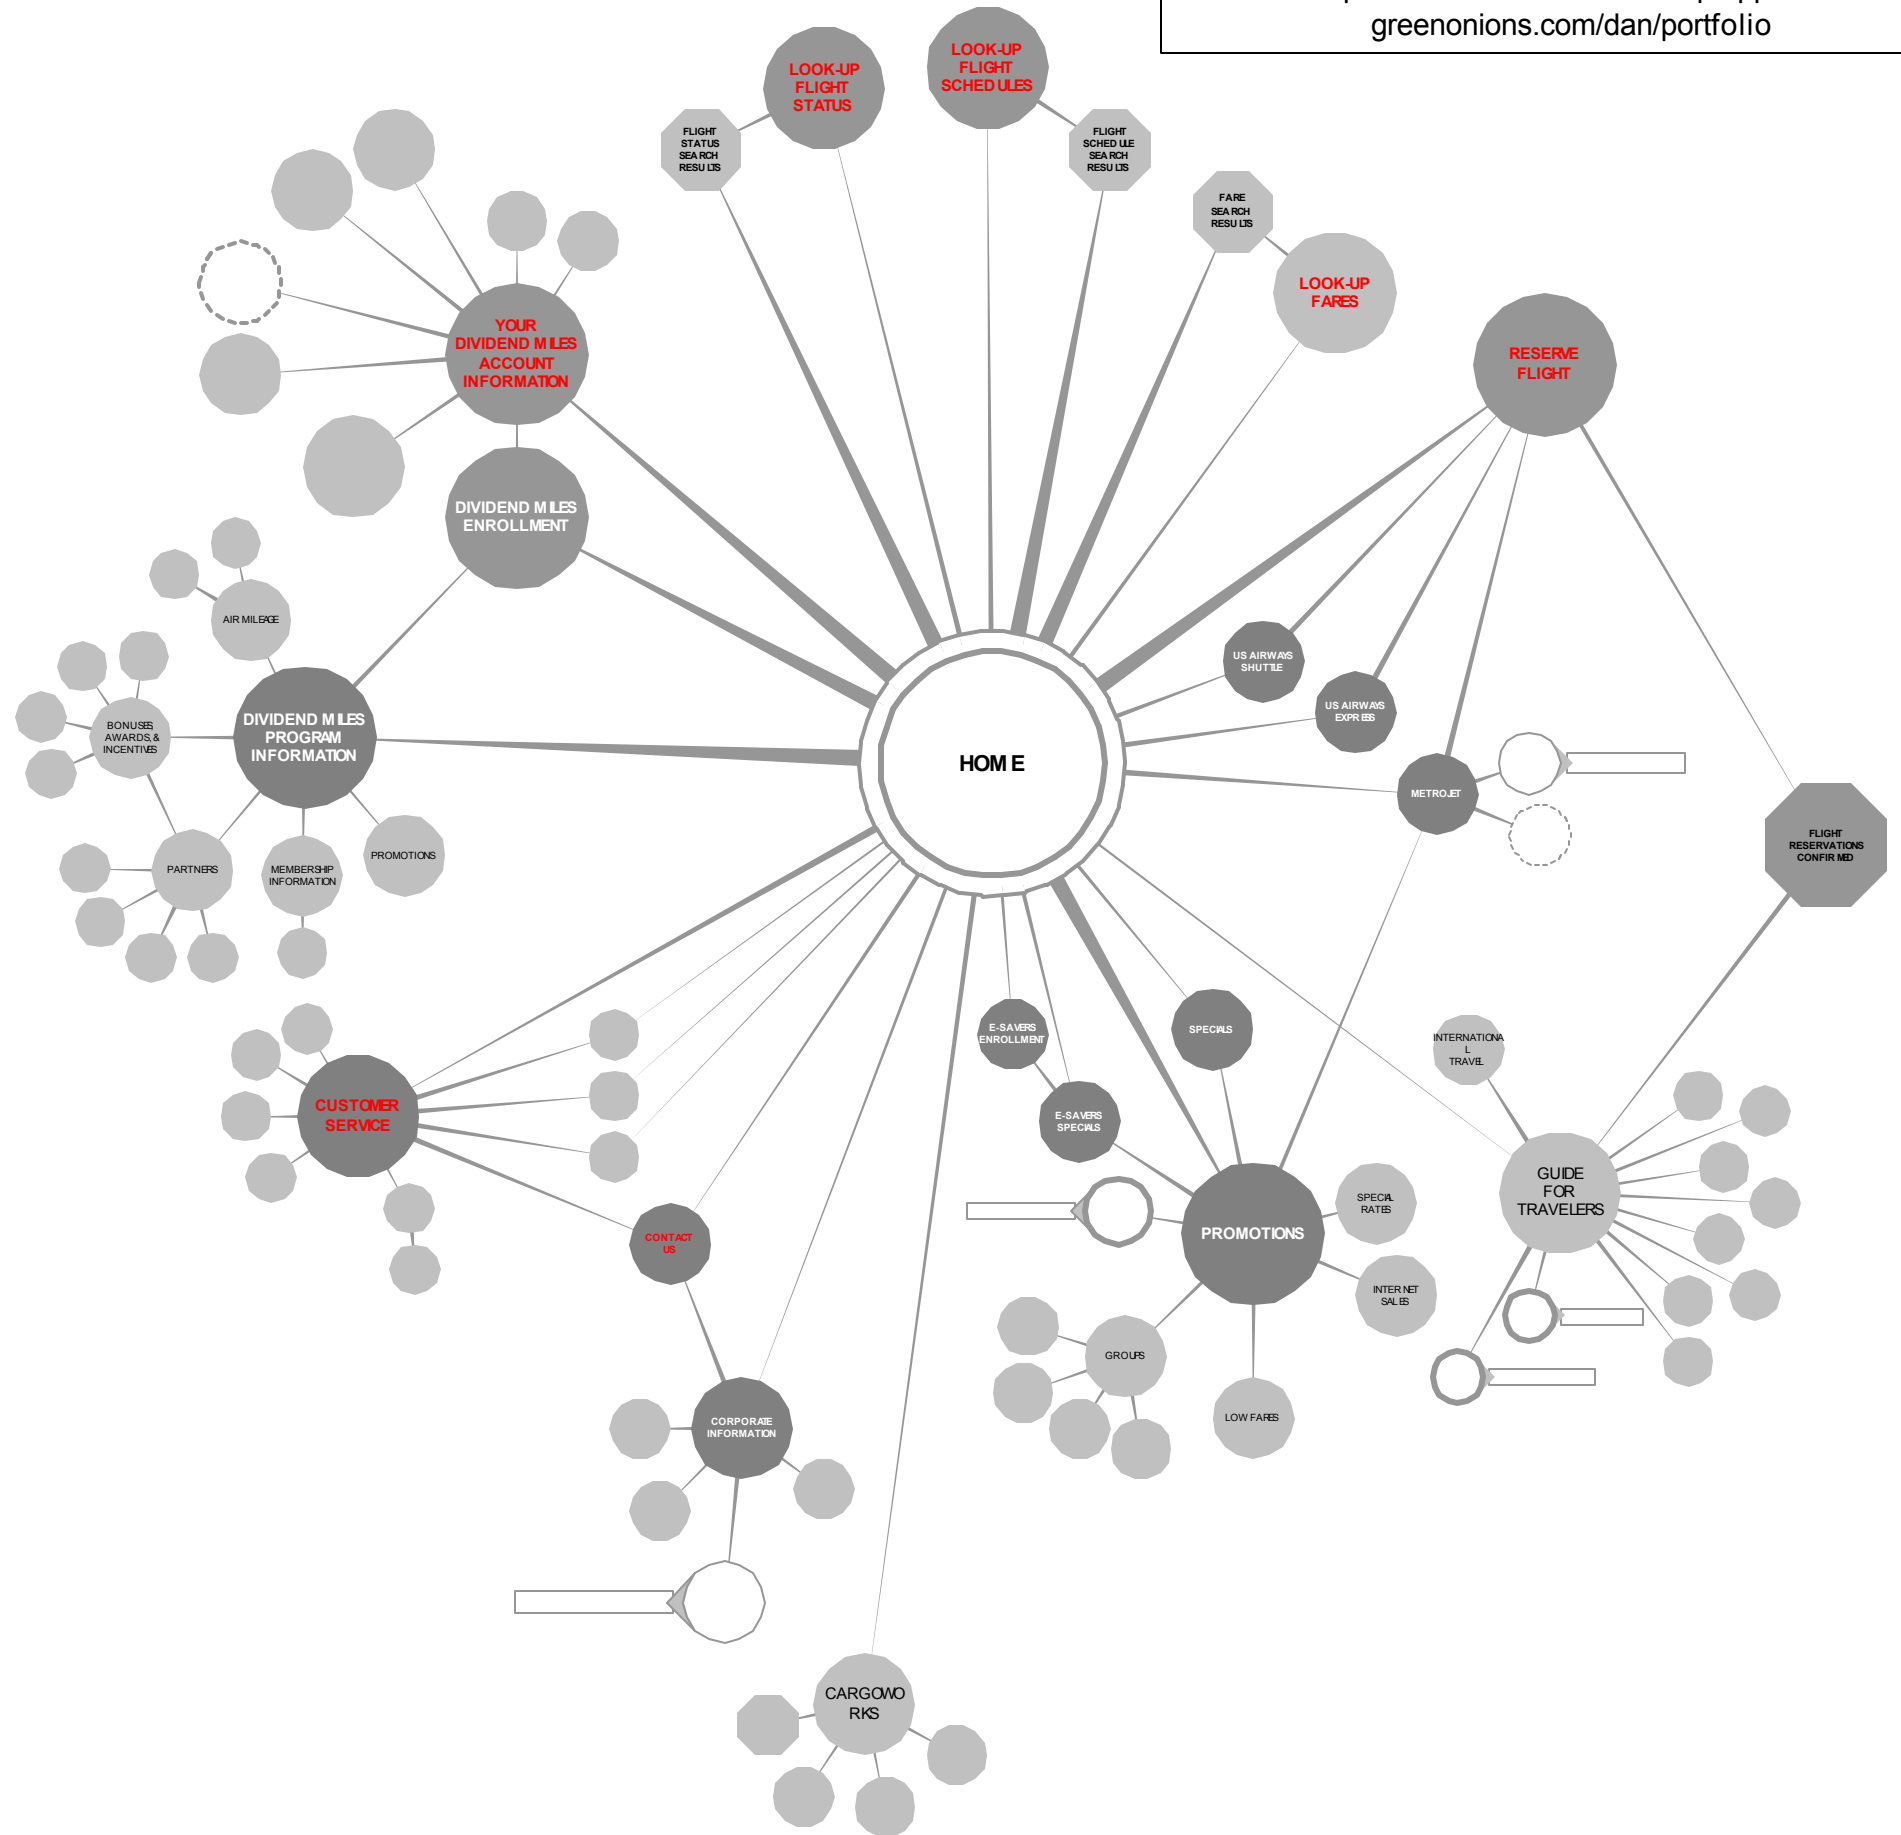 greenonions.com/dan/portfolio
LOOK-UP
FLIGHT
STATUS
LOOK-UP
FLIGHT
SCHEDULES
FLIGHT
STATUS
SEARCH
RESULTS
FLIGHT
SCHEDULE
SEARCH
RESULTS
FARE
SEARCH
RESULTS
LOOK-UP
FARES
YOUR
DIVIDEND MILES
ACCOUNT
INFORMATION
RESERVE
FLIGHT
DIVIDEND MILES
ENROLLMENT
AIR MILEAGE
US AIRWAYS
SHUTTLE
US AIRWAYS
EXPRESS
BONUSES,
AWARDS, &
INCENTIVES
DIVIDEND MILES
PROGRAM
INFORMATION
HOME
METROJET
FLIGHT
RESERVATIONS
CONFIRMED
PARTNERS
MEMBERSHIP
INFORMATION
PROMOTIONS
E-SAVERS
ENROLLMENT
SPECIALS
INTERNATIONA
L
TRAVEL
CUSTOMER
SERVICE
E-SAVERS
SPECIALS
CONTACT
US
PROMOTIONS
SPECIAL
RATES
GUIDE
FOR
TRAVELERS
INTERNET
SALES
GROUPS
LOW FARES
CORPORATE
INFORMATION
CARGOWO
RKS